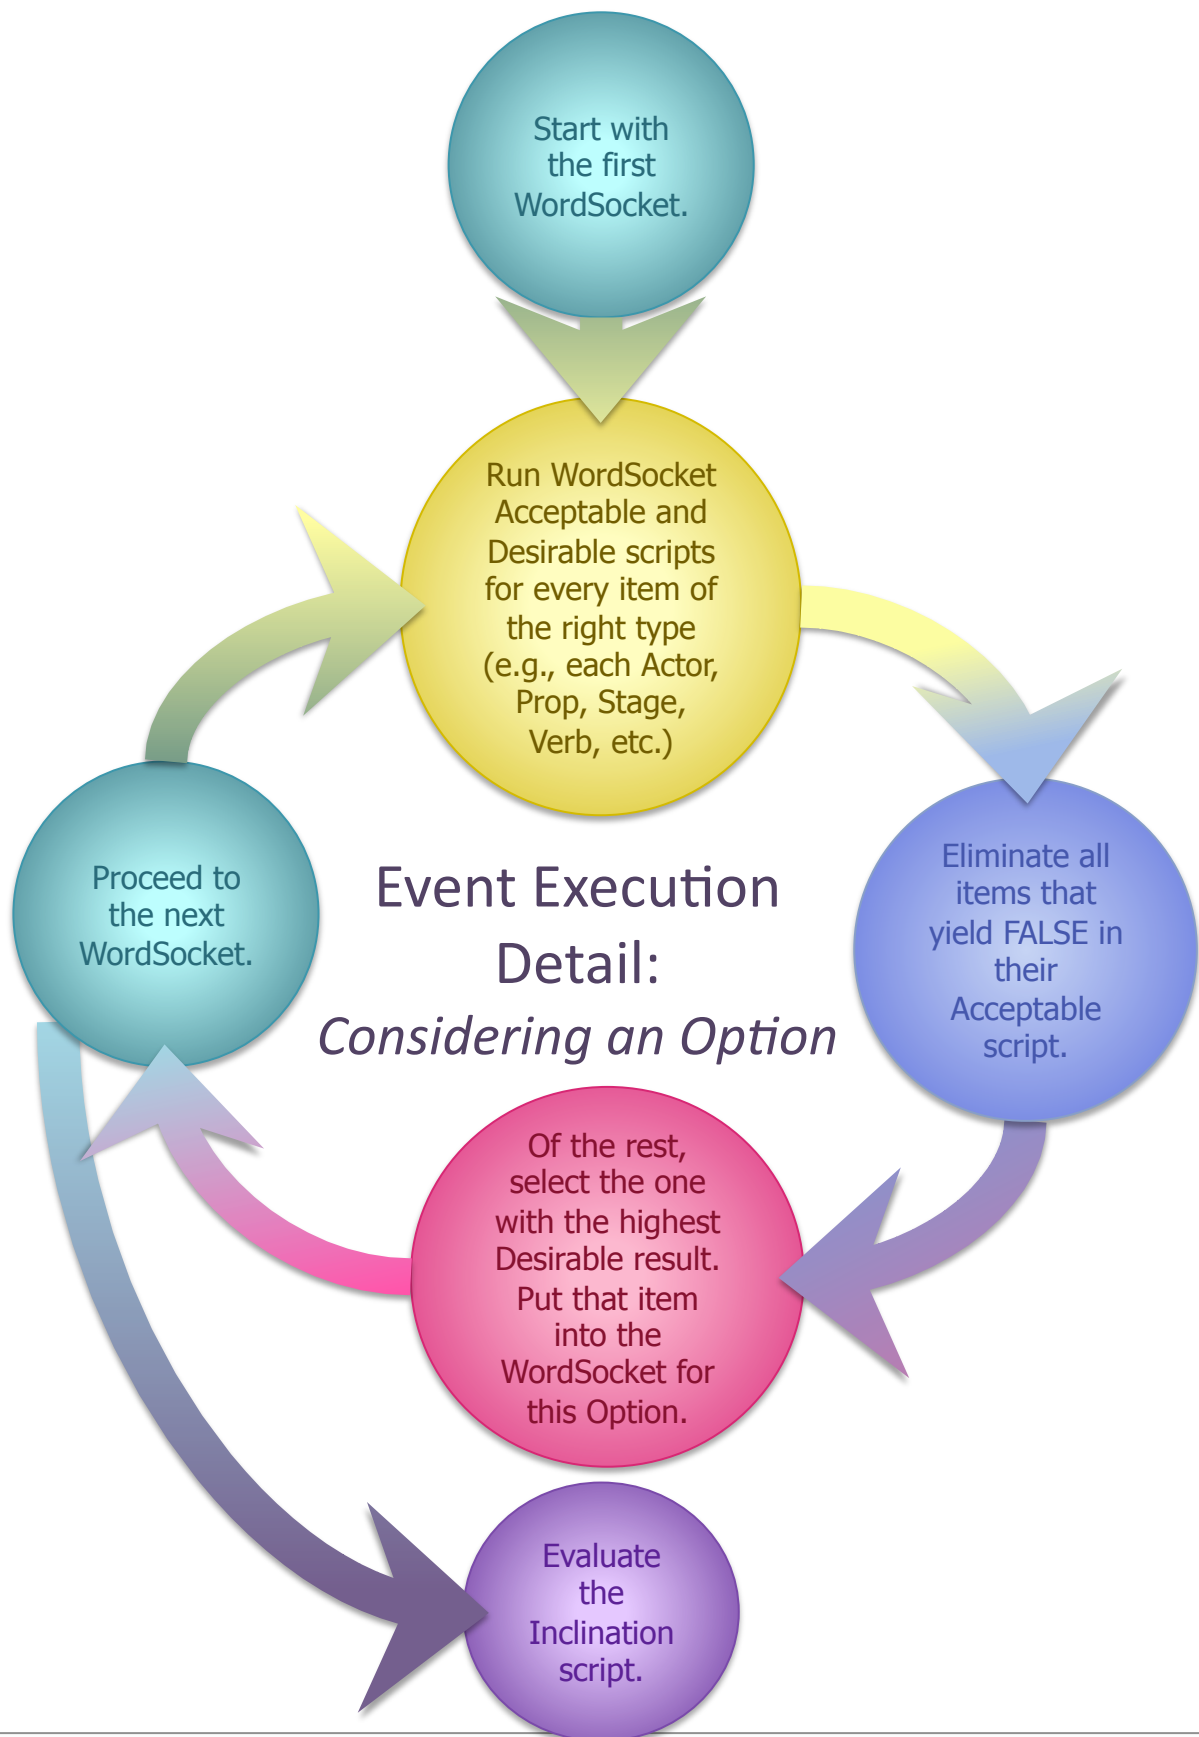 Start with
the first
WordSocket.
Run WordSocket
Acceptable and
Desirable scripts
for every item of
the right type
(e.g., each Actor,
Prop, Stage,
Verb, etc.)
Eliminate all
items that
yield FALSE in
their
Acceptable
script.
Proceed to
the next
WordSocket.
Event Execution
Detail:
Considering an Option
Of the rest,
select the one
with the highest
Desirable result.
Put that item
into the
WordSocket for
this Option.
Evaluate
the
Inclination
script.